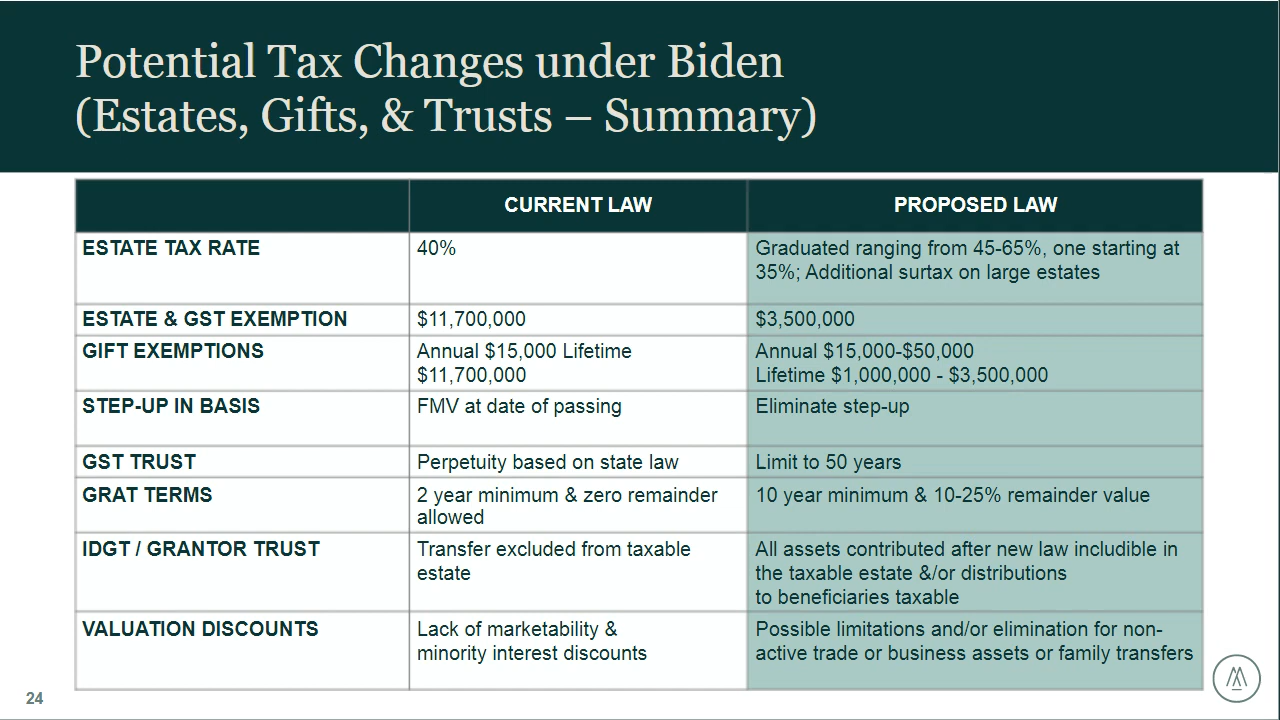 Potential Tax Changes under Biden
(Estates, Gifts, & Trusts – Summary)
CURRENT LAW
PROPOSED LAW
ESTATE TAX RATE
40%
Graduated ranging from 45-65%, one starting at
35%; Additional surtax on large estates
ESTATE & GST EXEMPTION
$11,700,000
$3,500,000
GIFT EXEMPTIONS
Annual $15,000 Lifetime
$11,700,000
Annual $15,000-$50,000
Lifetime $1,000,000 - $3,500,000
STEP-UP IN BASIS
FMV at date of passing
Eliminate step-up
GST TRUST
Perpetuity based on state law
Limit to 50 years
GRAT TERMS
2 year minimum & zero remainder
allowed
10 year minimum & 10-25% remainder value
IDGT / GRANTOR TRUST
Transfer excluded from taxable
estate
All assets contributed after new law includible in
the taxable estate &/or distributions
to beneficiaries taxable
VALUATION DISCOUNTS
Lack of marketability &
minority interest discounts
Possible limitations and/or elimination for non-
active trade or business assets or family transfers
24